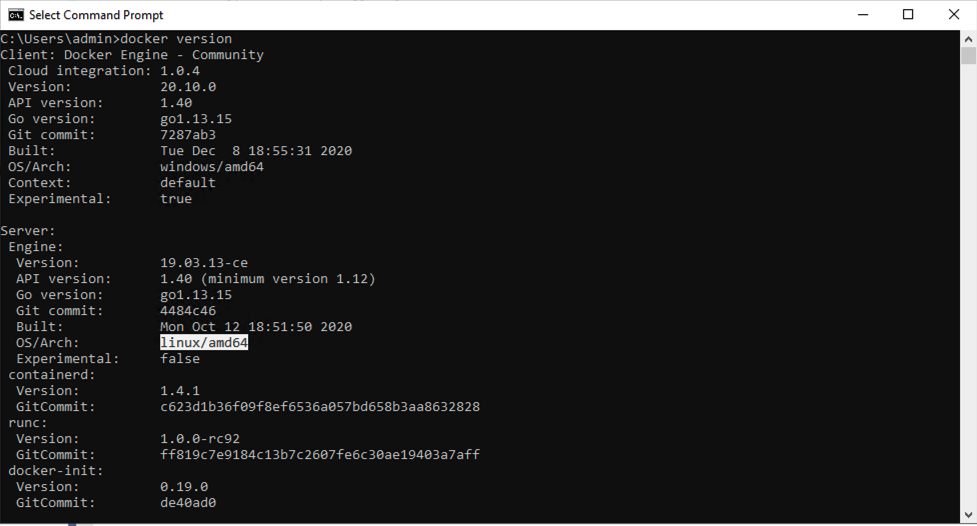 Select Command Prompt
C:\Users\admin>docker version
Client: Docker Engine - Community
 Cloud integration: 1.0.4
 Version:           20.10.0
 API version:       1.40
 Go version:        go1.13.15
 Git commit:        7287ab3
 Built:             Tue Dec  8 18:55:31 2020
 OS/Arch:           windows/amd64
 Context:           default
 Experimental:      true

Server:
 Engine:
  Version:          19.03.13-ce
  API version:      1.40 (minimum version 1.12)
  Go version:       go1.13.15
  Git commit:       4484c46
  Built:            Mon Oct 12 18:51:50 2020
  OS/Arch:          linux/amd64
  Experimental:     false
 containerd:
  Version:          1.4.1
  GitCommit:        c623d1b36f09f8ef6536a057bd658b3aa8632828
 runc:
  Version:          1.0.0-rc92
  GitCommit:        ff819c7e9184c13b7c2607fe6c30ae19403a7aff
 docker-init:
  Version:          0.19.0
  GitCommit:        de40ad0